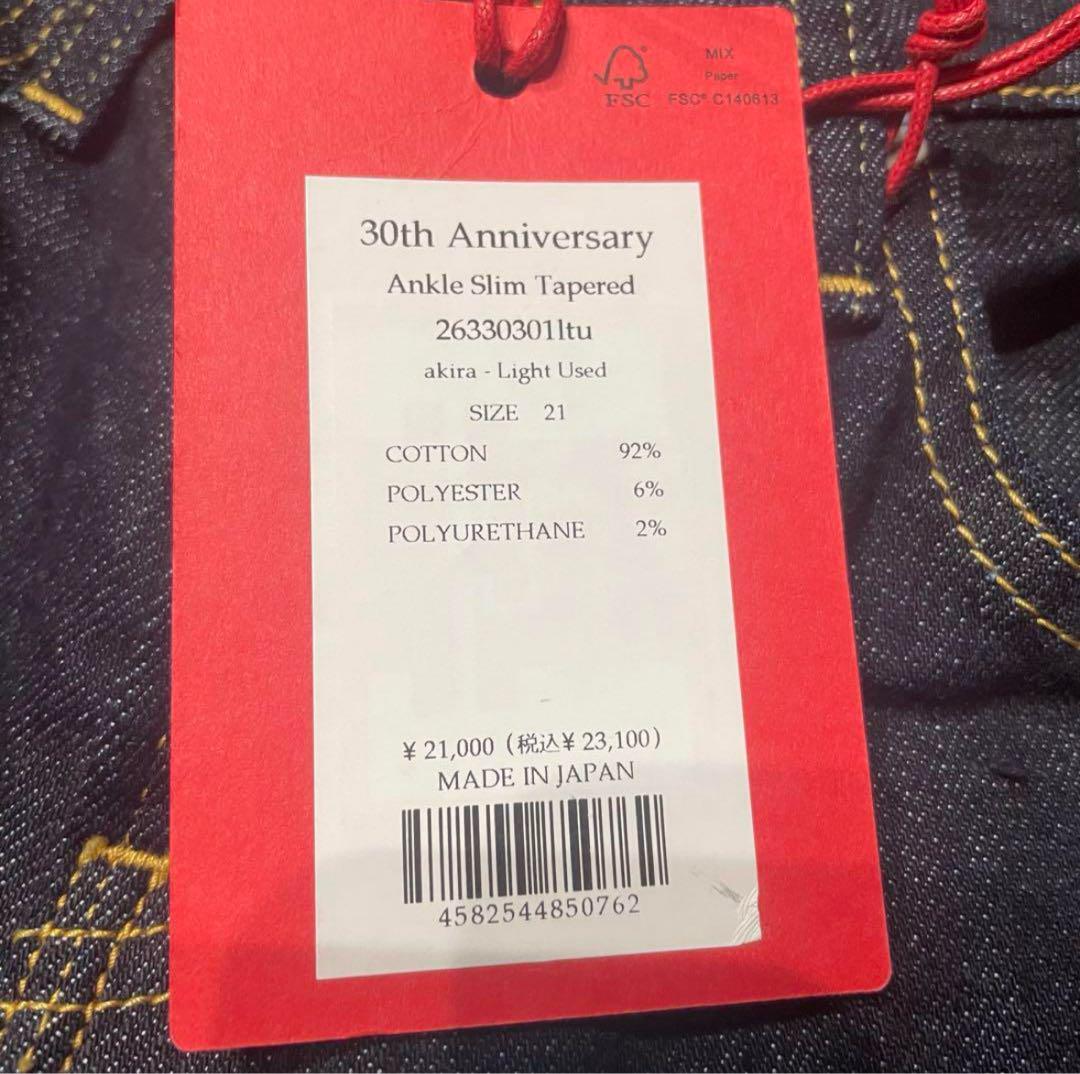 MIX
Paper
FSC FSC® C140613
30th Anniversary
Ankle Slim Tapered
26330301ltu
akira - Light Used
SIZE 21
COTTON 92%
POLYESTER 6%
POLYURETHANE 2%
¥ 21,000 (税込¥ 23,100)
MADE IN JAPAN
4582544850762